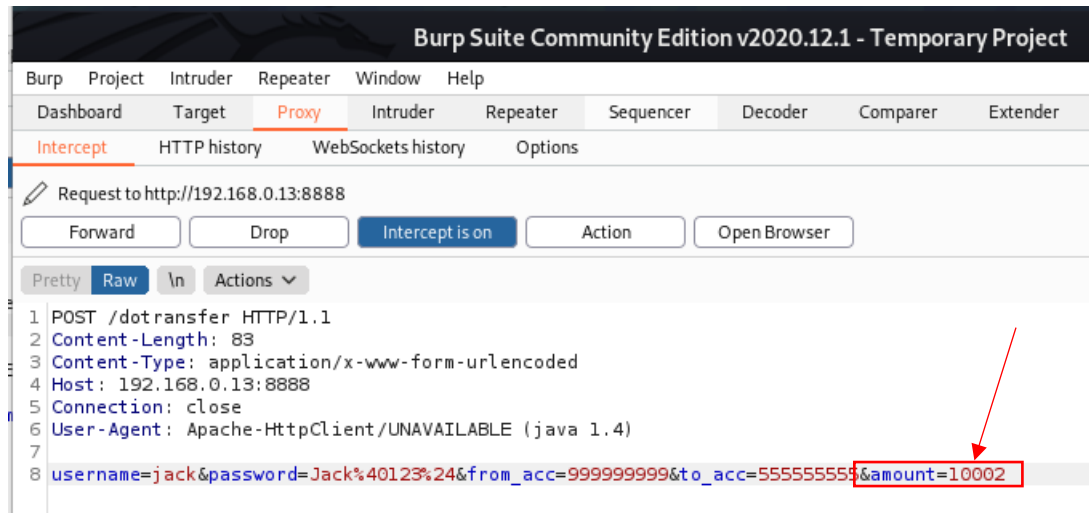 Burp Suite Community Edition v2020.12.1 - Temporary Project
Burp Project Intruder Repeater Window Help
Dashboard Target Proxy Intruder Repeater Sequencer Decoder Comparer Extender
Intercept HTTP history WebSockets history Options
Request to http://192.168.0.13:8888
Forward Drop Intercept is on Action Open Browser
Pretty Raw \n Actions
1 POST /dotransfer HTTP/1.1
2 Content-Length: 83
3 Content-Type: application/x-www-form-urlencoded
4 Host: 192.168.0.13:8888
5 Connection: close
6 User-Agent: Apache-HttpClient/UNAVAILABLE (java 1.4)
7
8 username=jack&password=Jack%40123%24&from_acc=999999999&to_acc=555555555&amount=10002